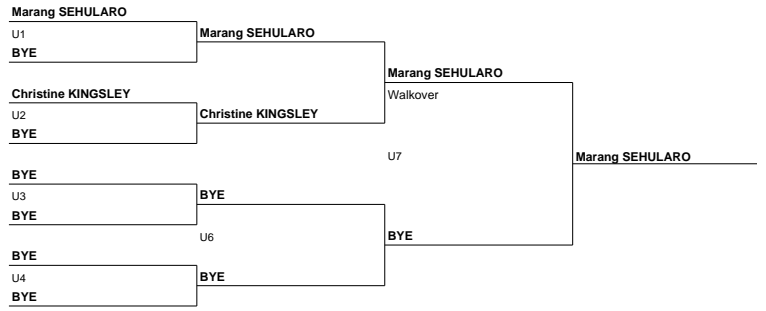 Marang SEHULARO
U1
Marang SEHULARO
BYE
Marang SEHULARO
Christine KINGSLEY
Walkover
U2
Christine KINGSLEY
BYE
U7
Marang SEHULARO
BYE
U3
BYE
BYE
U6
BYE
BYE
U4
BYE
BYE